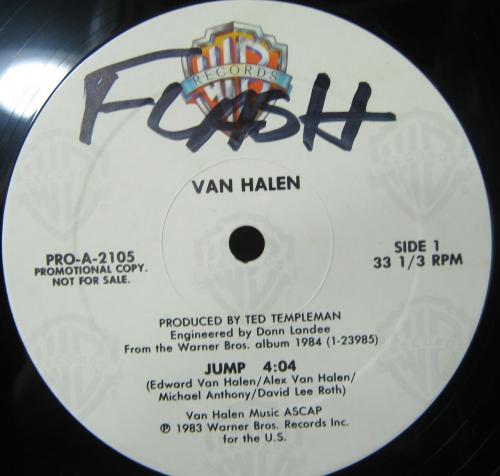 WB
RECORDS
FLASH
VAN HALEN
PRO-A-2105
PROMOTIONAL COPY.
NOT FOR SALE.
SIDE 1
33 1/3 RPM
PRODUCED BY TED TEMPLEMAN
Engineered by Donn Landee
From the Warner Bros. album 1984 (1-23985)
JUMP 4:04
(Edward Van Halen/Alex Van Halen/
Michael Anthony/David Lee Roth)
Van Halen Music ASCAP
℗ 1983 Warner Bros. Records Inc.
for the U.S.